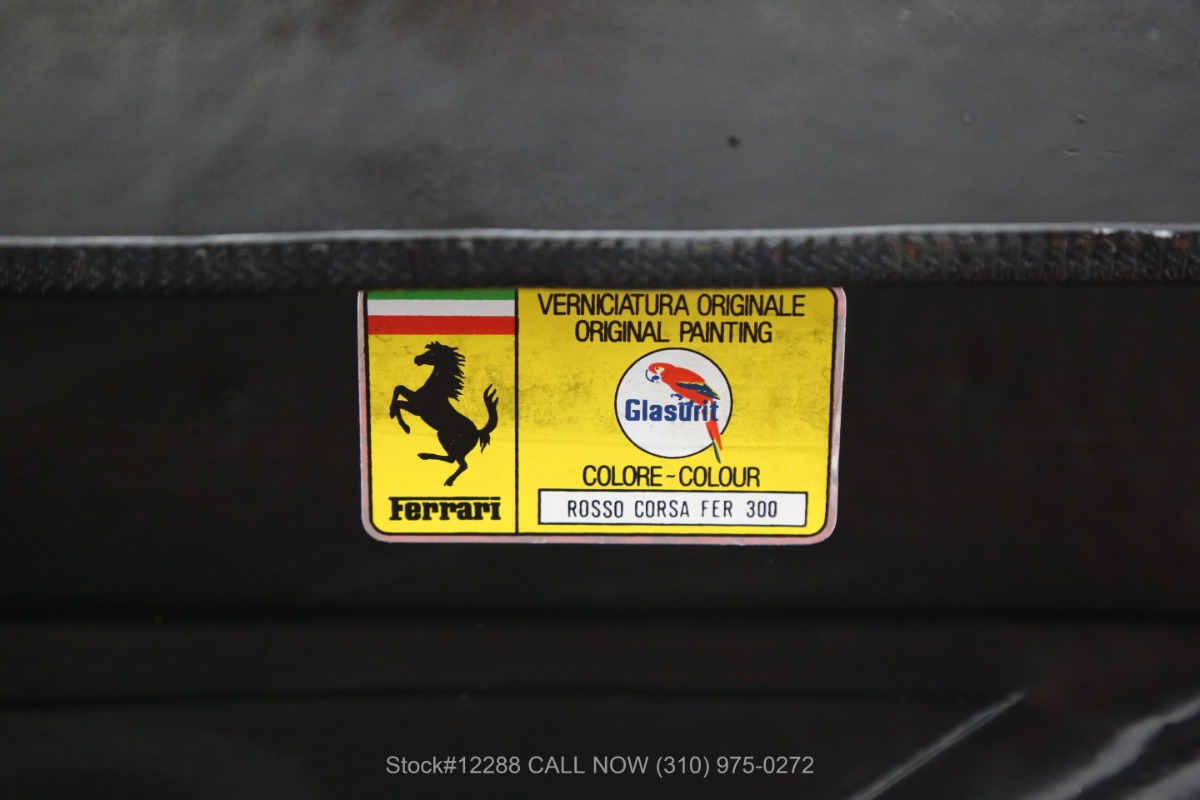 VERNICIATURA ORIGINALE
ORIGINAL PAINTING
Glasurit
COLORE~COLOUR
ROSSO CORSA FER 300
Ferrari
Stock#12288 CALL NOW (310) 975-0272